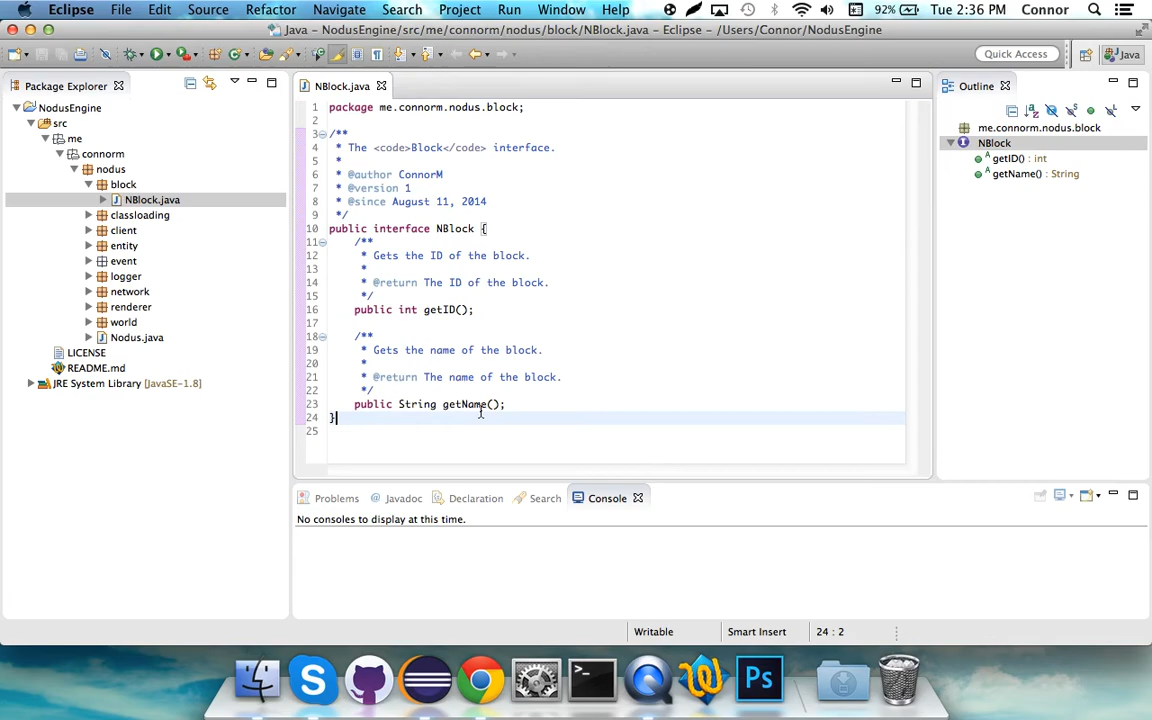 Eclipse File Edit Source Refactor Navigate Search Project Run Window Help 92% Tue 2:36 PM Connor
Java – NodusEngine/src/me/connorm/nodus/block/NBlock.java – Eclipse – /Users/Connor/NodusEngine
Quick Access Java
Package Explorer
NodusEngine
src
me
connorm
nodus
block
NBlock.java
classloading
client
entity
event
logger
network
renderer
world
Nodus.java
LICENSE
README.md
JRE System Library [JavaSE-1.8]
NBlock.java
1 package me.connorm.nodus.block;
2
3 /**
4 * The <code>Block</code> interface.
5 *
6 * @author ConnorM
7 * @version 1
8 * @since August 11, 2014
9 */
10 public interface NBlock {
11 /**
12 * Gets the ID of the block.
13 *
14 * @return The ID of the block.
15 */
16 public int getID();
17
18 /**
19 * Gets the name of the block.
20 *
21 * @return The name of the block.
22 */
23 public String getName();
24 }
25
Outline
me.connorm.nodus.block
NBlock
getID() : int
getName() : String
Problems Javadoc Declaration Search Console
No consoles to display at this time.
Writable Smart Insert 24 : 2
Ps